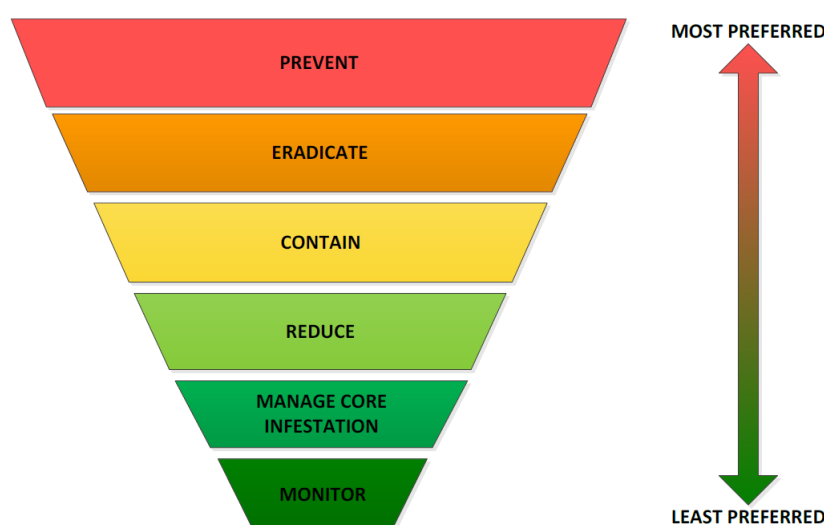 MOST PREFERRED
PREVENT
ERADICATE
CONTAIN
REDUCE
MANAGE CORE
INFESTATION
MONITOR
LEAST PREFERRED